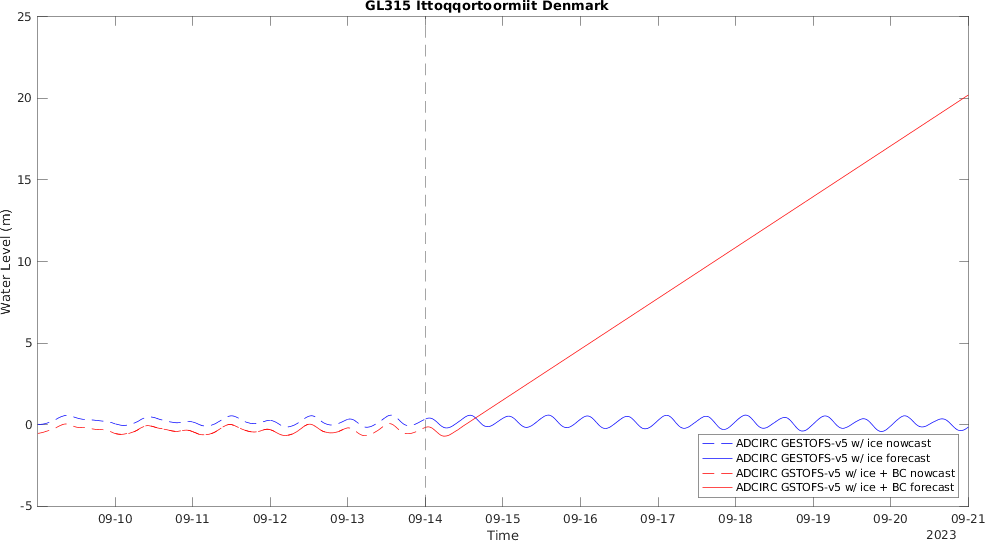 GL315 Ittoqqortoormiit Denmark
25
20
15
10
5
0
-5
Water Level (m)
09-10 09-11 09-12 09-13 09-14 09-15 09-16 09-17 09-18 09-19 09-20 09-21
Time
2023
ADCIRC GESTOFS-v5 w/ ice nowcast
ADCIRC GESTOFS-v5 w/ ice forecast
ADCIRC GSTOFS-v5 w/ ice + BC nowcast
ADCIRC GSTOFS-v5 w/ ice + BC forecast